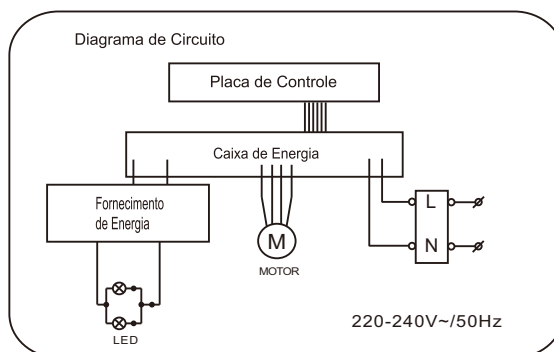 Diagrama de Circuito
Placa de Controle
Caixa de Energia
Fornecimento
de Energia
L
N
M
MOTOR
LED
220-240V~/50Hz